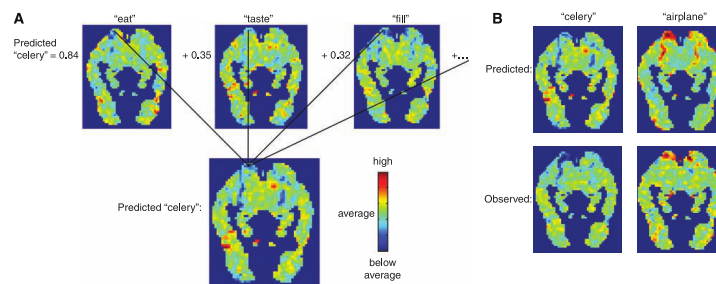 A
"eat"
"taste"
"fill"
Predicted
"celery" = 0.84
+ 0.35
+ 0.32
+...
Predicted "celery":
high
average
below
average
B
"celery"
"airplane"
Predicted:
Observed: